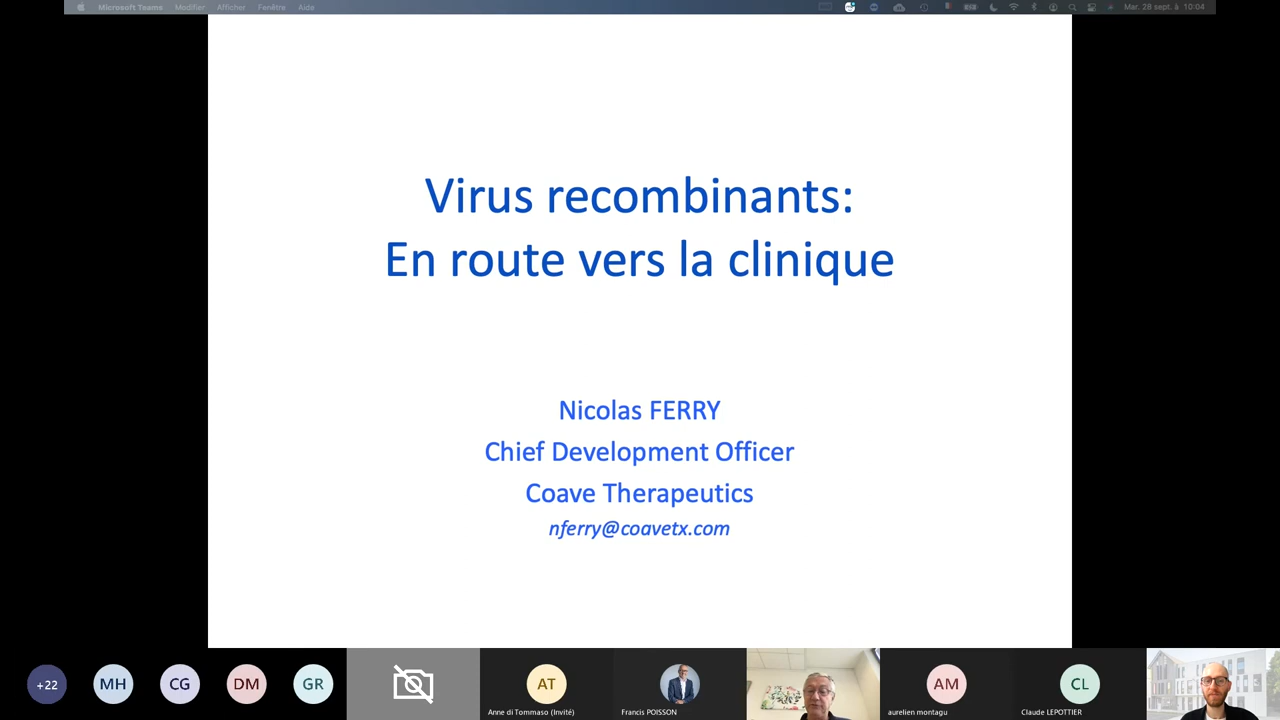 Microsoft Teams Modifier Afficher Fenêtre Aide
Mar. 28 sept. à 10:04
Virus recombinants:
En route vers la clinique
Nicolas FERRY
Chief Development Officer
Coave Therapeutics
nferry@coavetx.com
+22
MH
CG
DM
GR
AT
Anne di Tommaso (Invité)
Francis POISSON
AM
aurelien montagu
CL
Claude LEPOTTIER